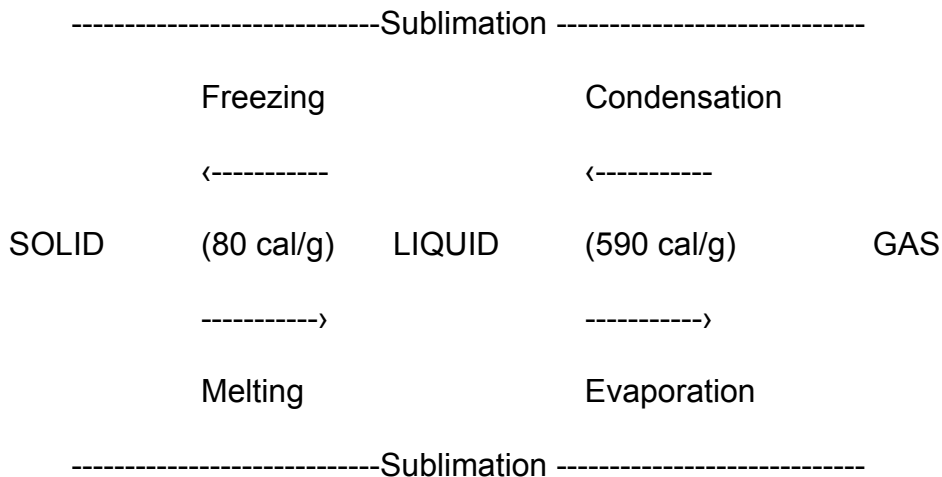 ----------------------------Sublimation ----------------------------
Freezing Condensation
‹----------- ‹-----------
SOLID (80 cal/g) LIQUID (590 cal/g) GAS
-----------› -----------›
Melting Evaporation
----------------------------Sublimation ----------------------------